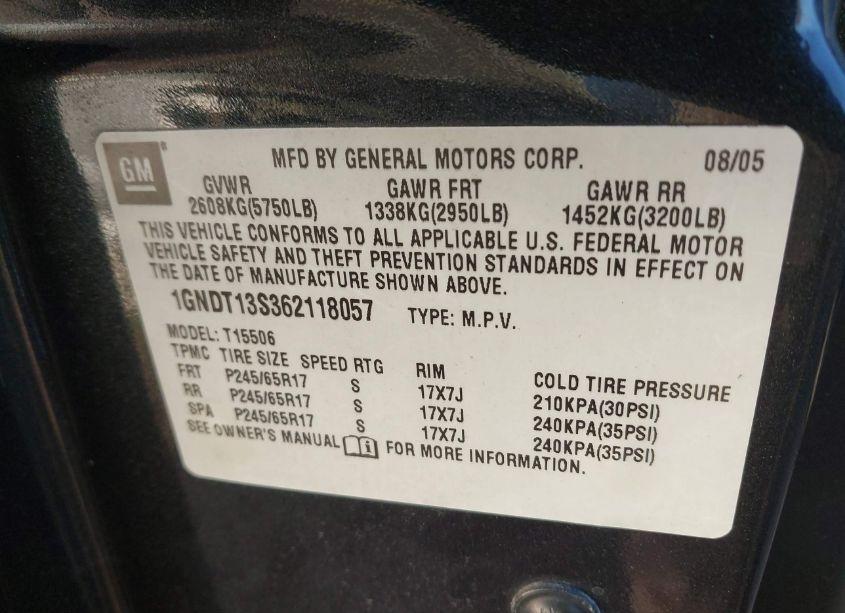 GM ®
MFD BY GENERAL MOTORS CORP. 08/05
GVWR GAWR FRT GAWR RR
2608KG(5750LB) 1338KG(2950LB) 1452KG(3200LB)
THIS VEHICLE CONFORMS TO ALL APPLICABLE U.S. FEDERAL MOTOR
VEHICLE SAFETY AND THEFT PREVENTION STANDARDS IN EFFECT ON
THE DATE OF MANUFACTURE SHOWN ABOVE.
1GNDT13S362118057 TYPE: M.P.V.
MODEL: T15506
TPMC TIRE SIZE SPEED RTG RIM COLD TIRE PRESSURE
FRT P245/65R17 S 17X7J 210KPA(30PSI)
RR P245/65R17 S 17X7J 240KPA(35PSI)
SPA P245/65R17 S 17X7J 240KPA(35PSI)
SEE OWNER'S MANUAL i FOR MORE INFORMATION.